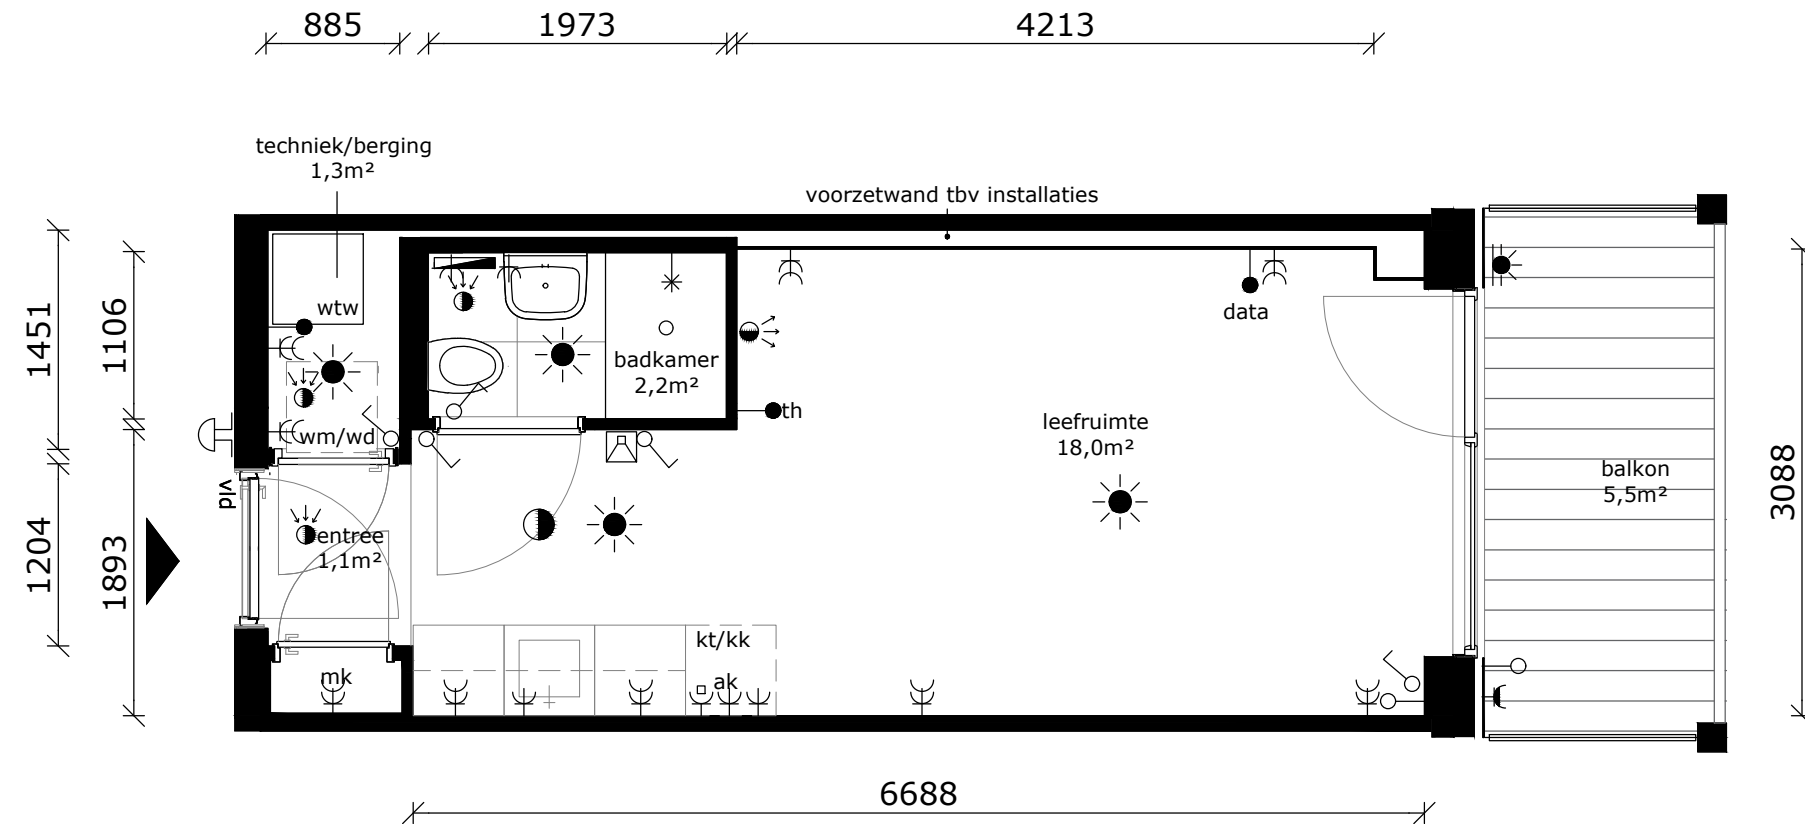 885
1973
4213
techniek/berging
1,3m²
voorzetwand tbv installaties
1451
1106
wtw
data
badkamer
2,2m²
th
leefruimte
18,0m²
wm/wd
balkon
5,5m²
3088
vld
1204
1893
entree
1,1m²
kt/kk
mk
ak
6688